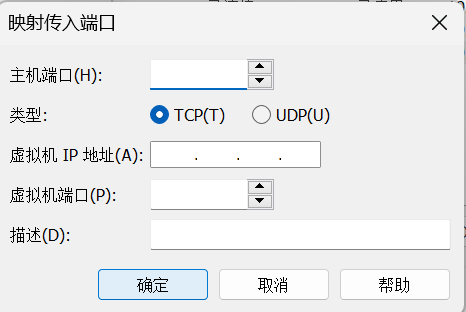 映射传入端口
主机端口(H):
类型: TCP(T) UDP(U)
虚拟机 IP 地址(A): . . .
虚拟机端口(P):
描述(D):
确定 取消 帮助